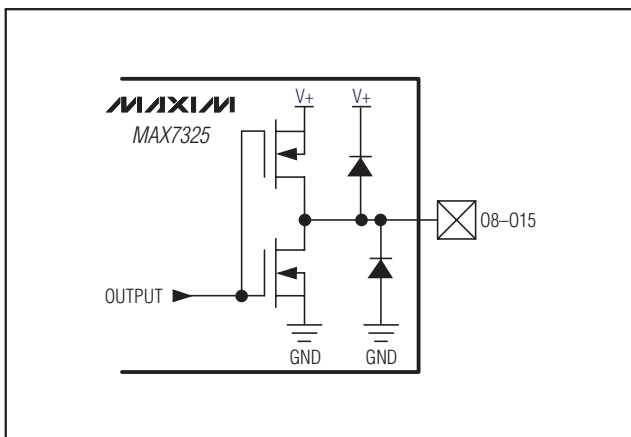 V+ V+
MAXIM
MAX7325
O8–O15
OUTPUT
GND GND